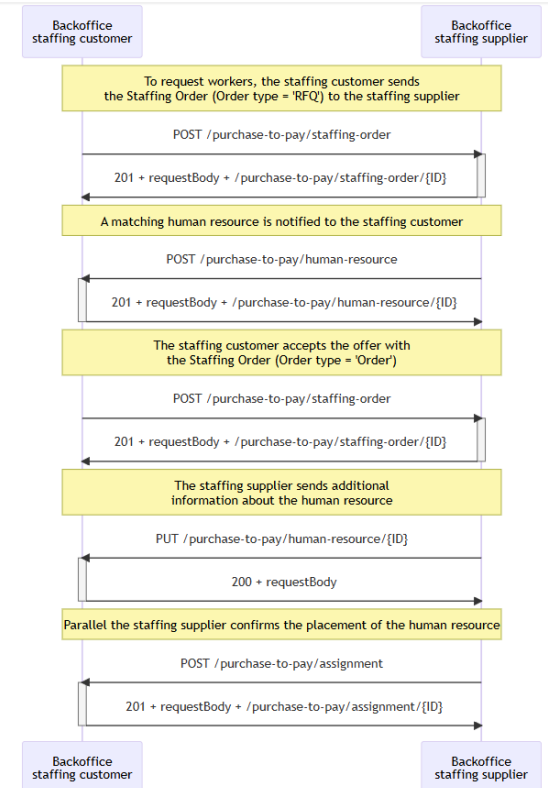 Backoffice
staffing customer
Backoffice
staffing supplier
To request workers, the staffing customer sends
the Staffing Order (Order type = 'RFQ') to the staffing supplier
POST /purchase-to-pay/staffing-order
201 + requestBody + /purchase-to-pay/staffing-order/{ID}
A matching human resource is notified to the staffing customer
POST /purchase-to-pay/human-resource
201 + requestBody + /purchase-to-pay/human-resource/{ID}
The staffing customer accepts the offer with
the Staffing Order (Order type = 'Order')
POST /purchase-to-pay/staffing-order
201 + requestBody + /purchase-to-pay/staffing-order/{ID}
The staffing supplier sends additional
information about the human resource
PUT /purchase-to-pay/human-resource/{ID}
200 + requestBody
Parallel the staffing supplier confirms the placement of the human resource
POST /purchase-to-pay/assignment
201 + requestBody + /purchase-to-pay/assignment/{ID}
Backoffice
staffing customer
Backoffice
staffing supplier